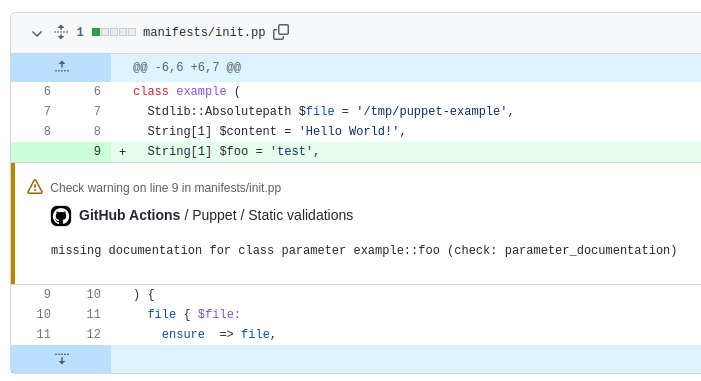 1 manifests/init.pp
@@ -6,6 +6,7 @@
6 6 class example (
7 7 Stdlib::Absolutepath $file = '/tmp/puppet-example',
8 8 String[1] $content = 'Hello World!',
9 + String[1] $foo = 'test',
Check warning on line 9 in manifests/init.pp
GitHub Actions / Puppet / Static validations
missing documentation for class parameter example::foo (check: parameter_documentation)
9 10 ) {
10 11 file { $file:
11 12 ensure => file,